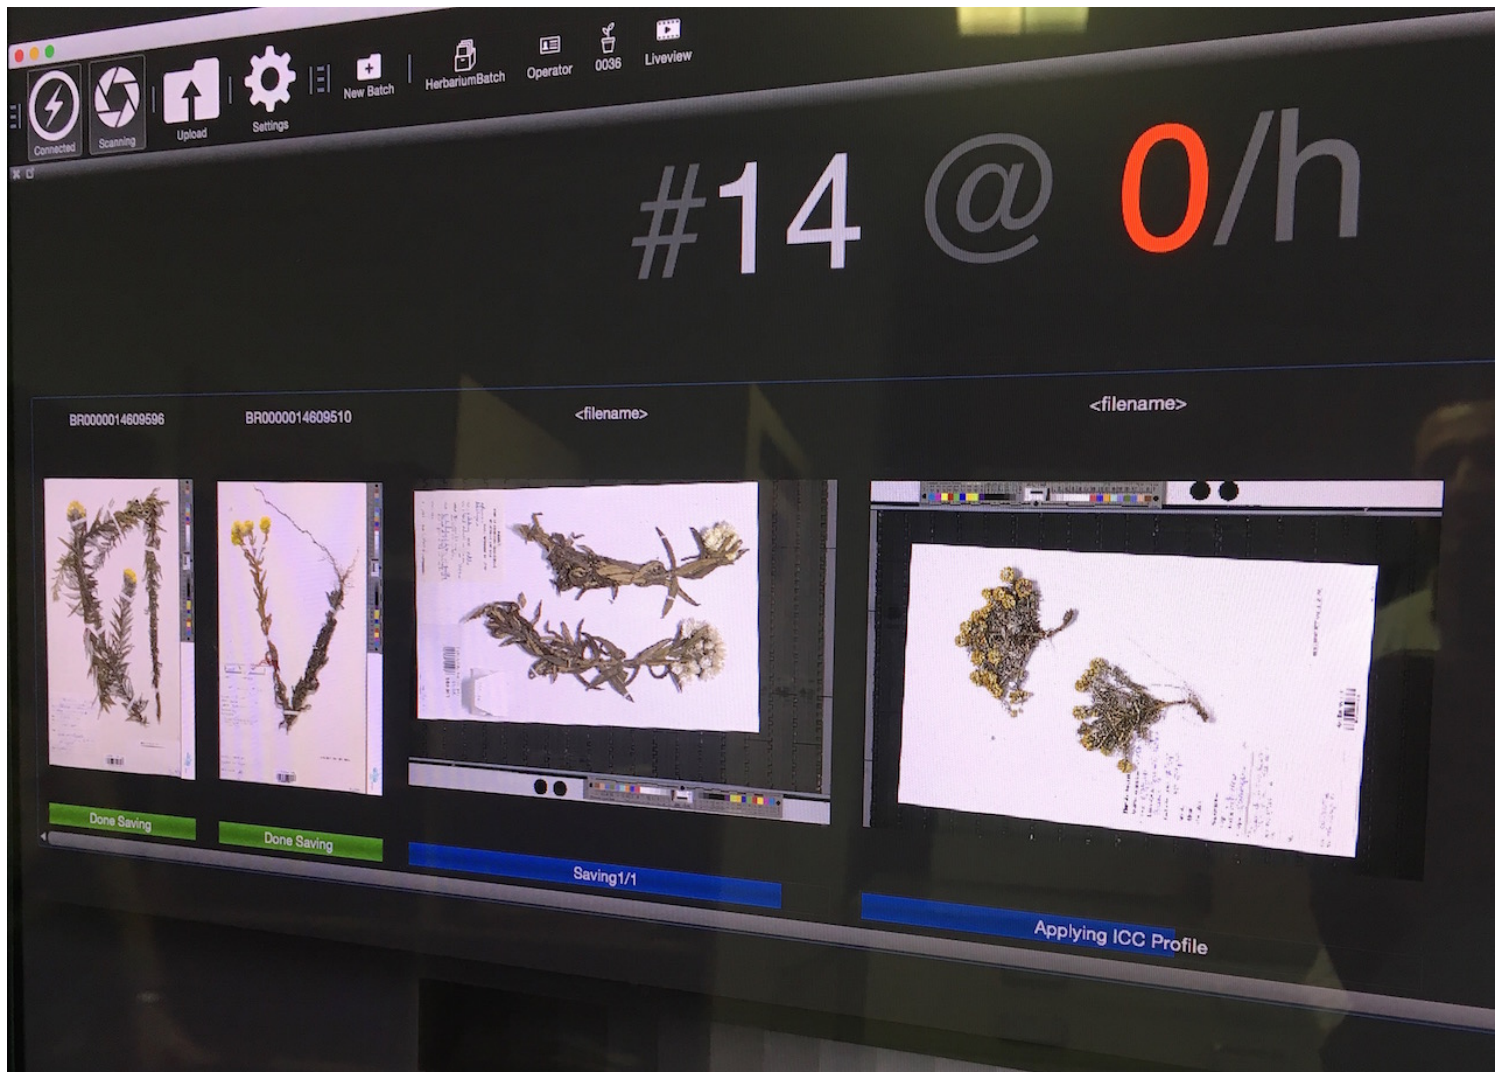 Connected
Scanning
Upload
Settings
New Batch
HerbariumBatch
Operator
0036
Liveview
#14 @ 0/h
BR0000014609596
BR0000014609510
<filename>
<filename>
Done Saving
Done Saving
Saving1/1
Applying ICC Profile